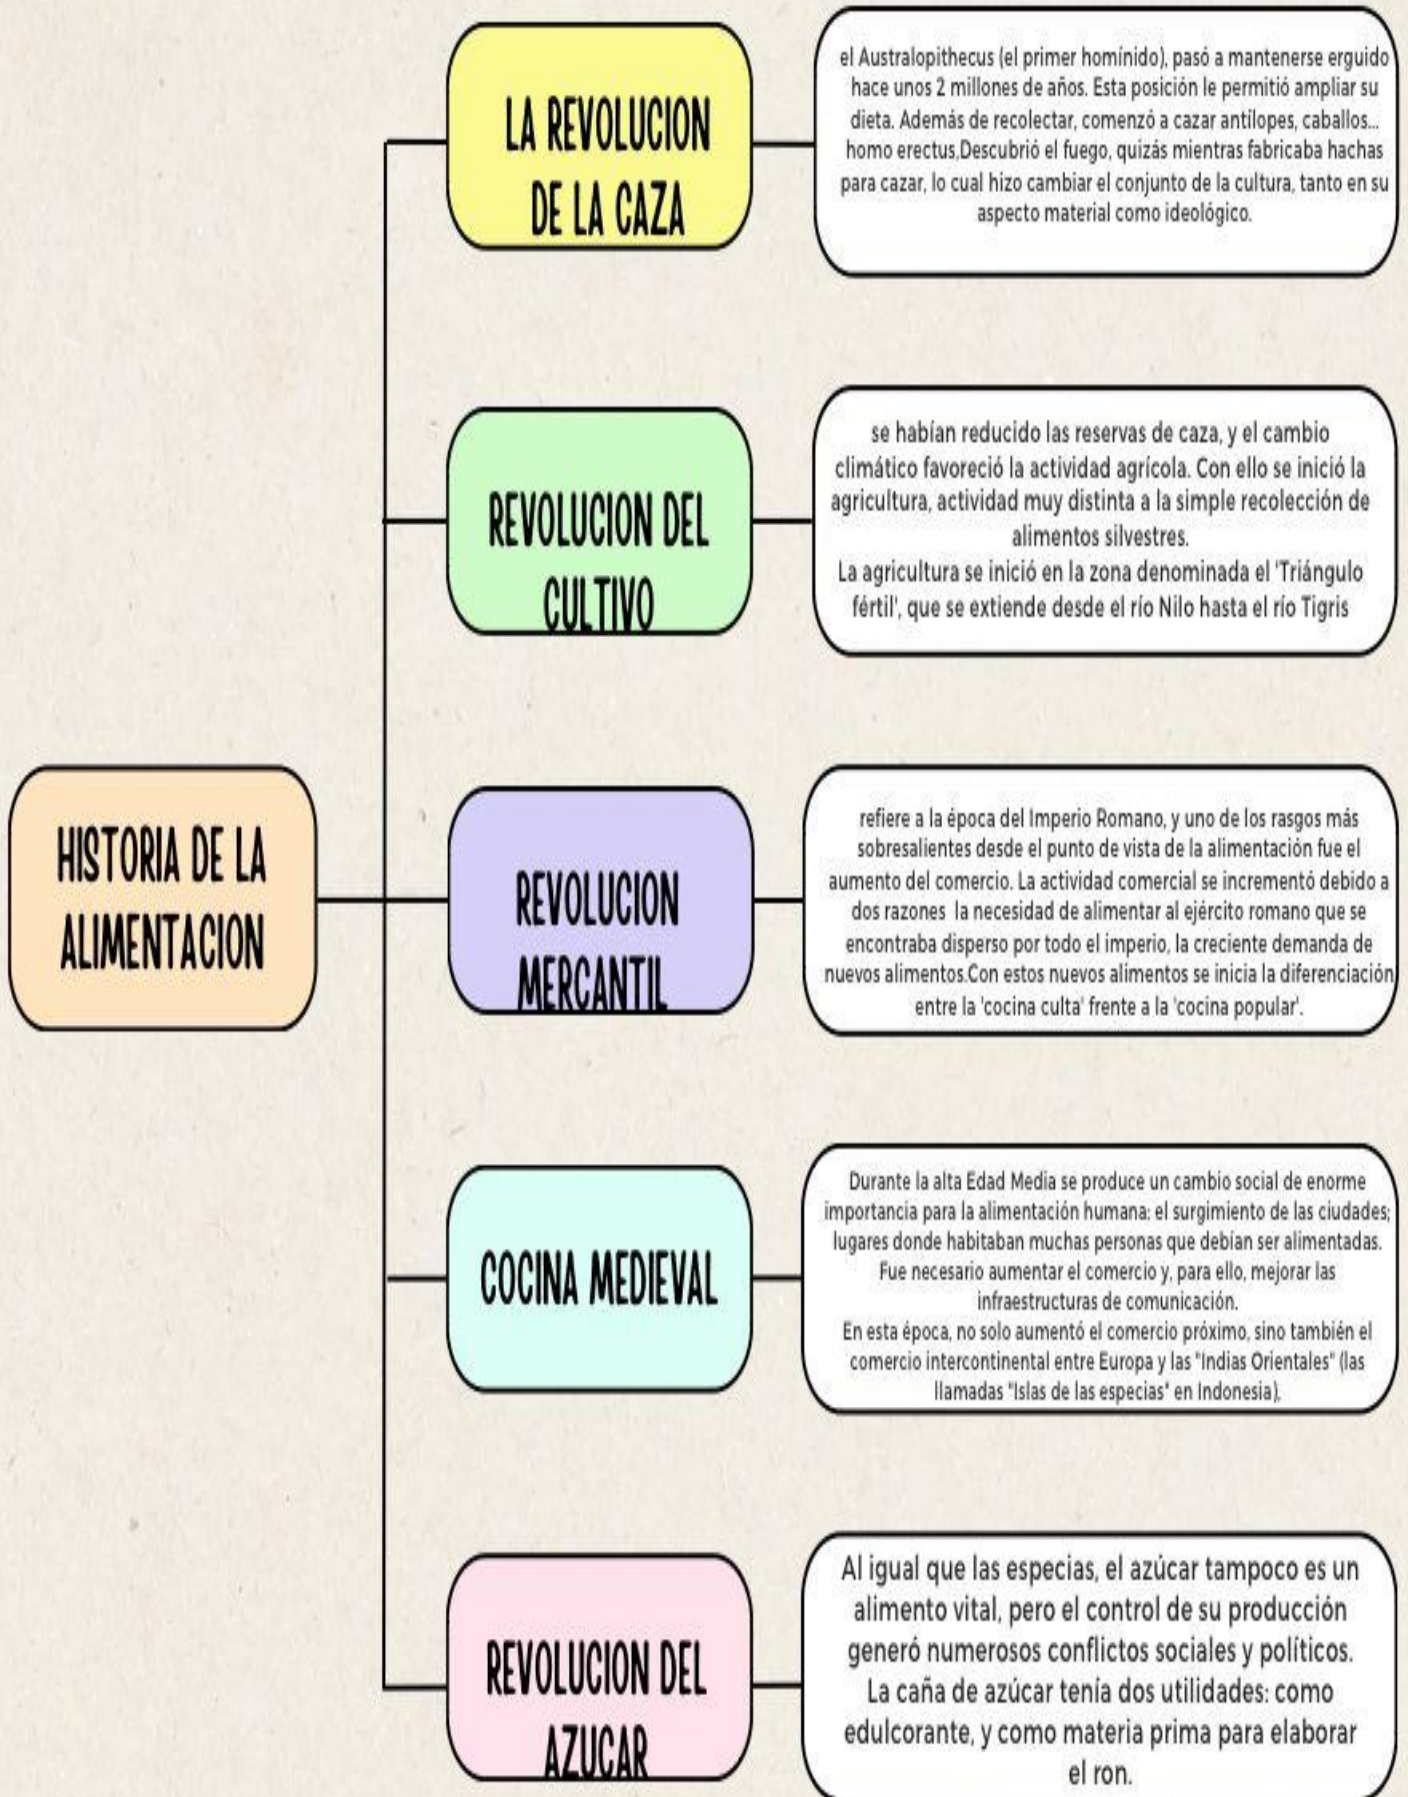 LA REVOLUCION
DE LA CAZA
el Australopithecus (el primer homínido), pasó a mantenerse erguido
hace unos 2 millones de años. Esta posición le permitió ampliar su
dieta. Además de recolectar, comenzó a cazar antílopes, caballos...
homo erectus,Descubrió el fuego, quizás mientras fabricaba hachas
para cazar, lo cual hizo cambiar el conjunto de la cultura, tanto en su
aspecto material como ideológico.
REVOLUCION DEL
CULTIVO
se habían reducido las reservas de caza, y el cambio
climático favoreció la actividad agrícola. Con ello se inició la
agricultura, actividad muy distinta a la simple recolección de
alimentos silvestres.
La agricultura se inició en la zona denominada el 'Triángulo
fértil', que se extiende desde el río Nilo hasta el río Tigris
HISTORIA DE LA
ALIMENTACION
REVOLUCION
MERCANTIL
refiere a la época del Imperio Romano, y uno de los rasgos más
sobresalientes desde el punto de vista de la alimentación fue el
aumento del comercio. La actividad comercial se incrementó debido a
dos razones la necesidad de alimentar al ejército romano que se
encontraba disperso por todo el imperio, la creciente demanda de
nuevos alimentos.Con estos nuevos alimentos se inicia la diferenciación
entre la 'cocina culta' frente a la 'cocina popular'.
COCINA MEDIEVAL
Durante la alta Edad Media se produce un cambio social de enorme
importancia para la alimentación humana: el surgimiento de las ciudades;
lugares donde habitaban muchas personas que debían ser alimentadas.
Fue necesario aumentar el comercio y, para ello, mejorar las
infraestructuras de comunicación.
En esta época, no solo aumentó el comercio próximo, sino también el
comercio intercontinental entre Europa y las "Indias Orientales" (las
llamadas "Islas de las especias" en Indonesia),
REVOLUCION DEL
AZUCAR
Al igual que las especias, el azúcar tampoco es un
alimento vital, pero el control de su producción
generó numerosos conflictos sociales y políticos.
La caña de azúcar tenía dos utilidades: como
edulcorante, y como materia prima para elaborar
el ron.